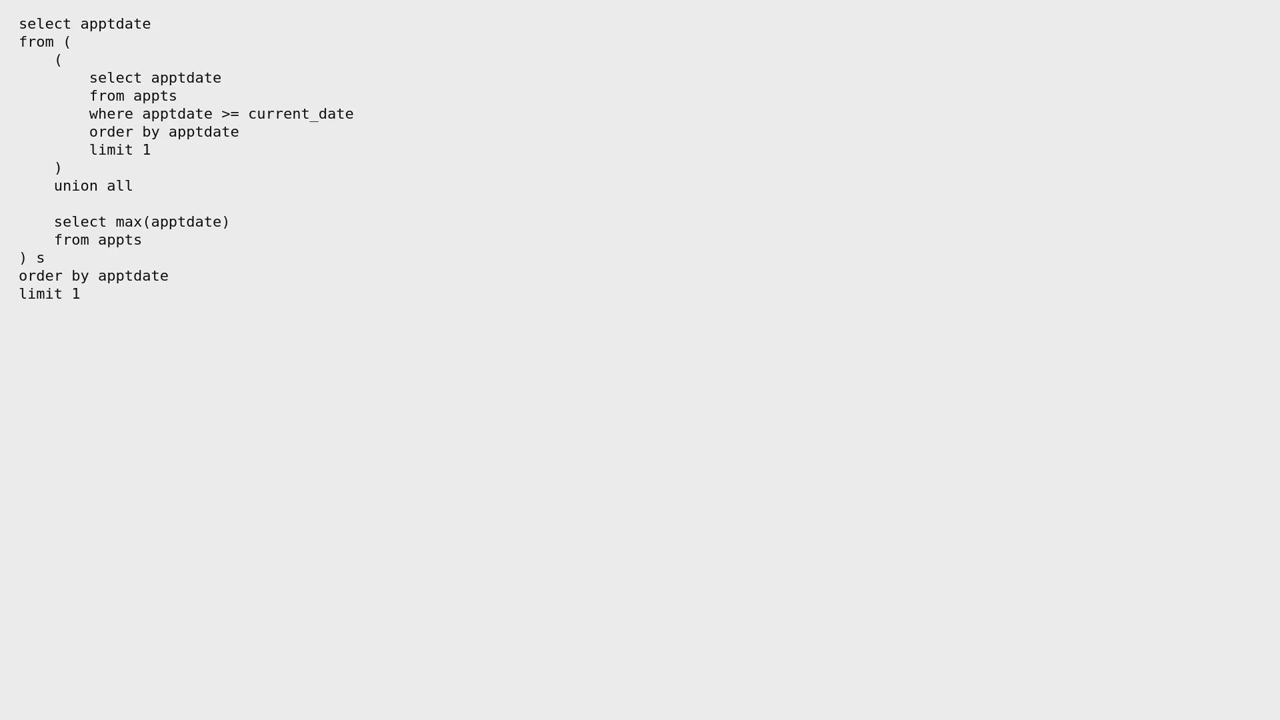 select apptdate
from (
    (
        select apptdate
        from appts
        where apptdate >= current_date
        order by apptdate
        limit 1
    )
    union all

    select max(apptdate)
    from appts
) s
order by apptdate
limit 1